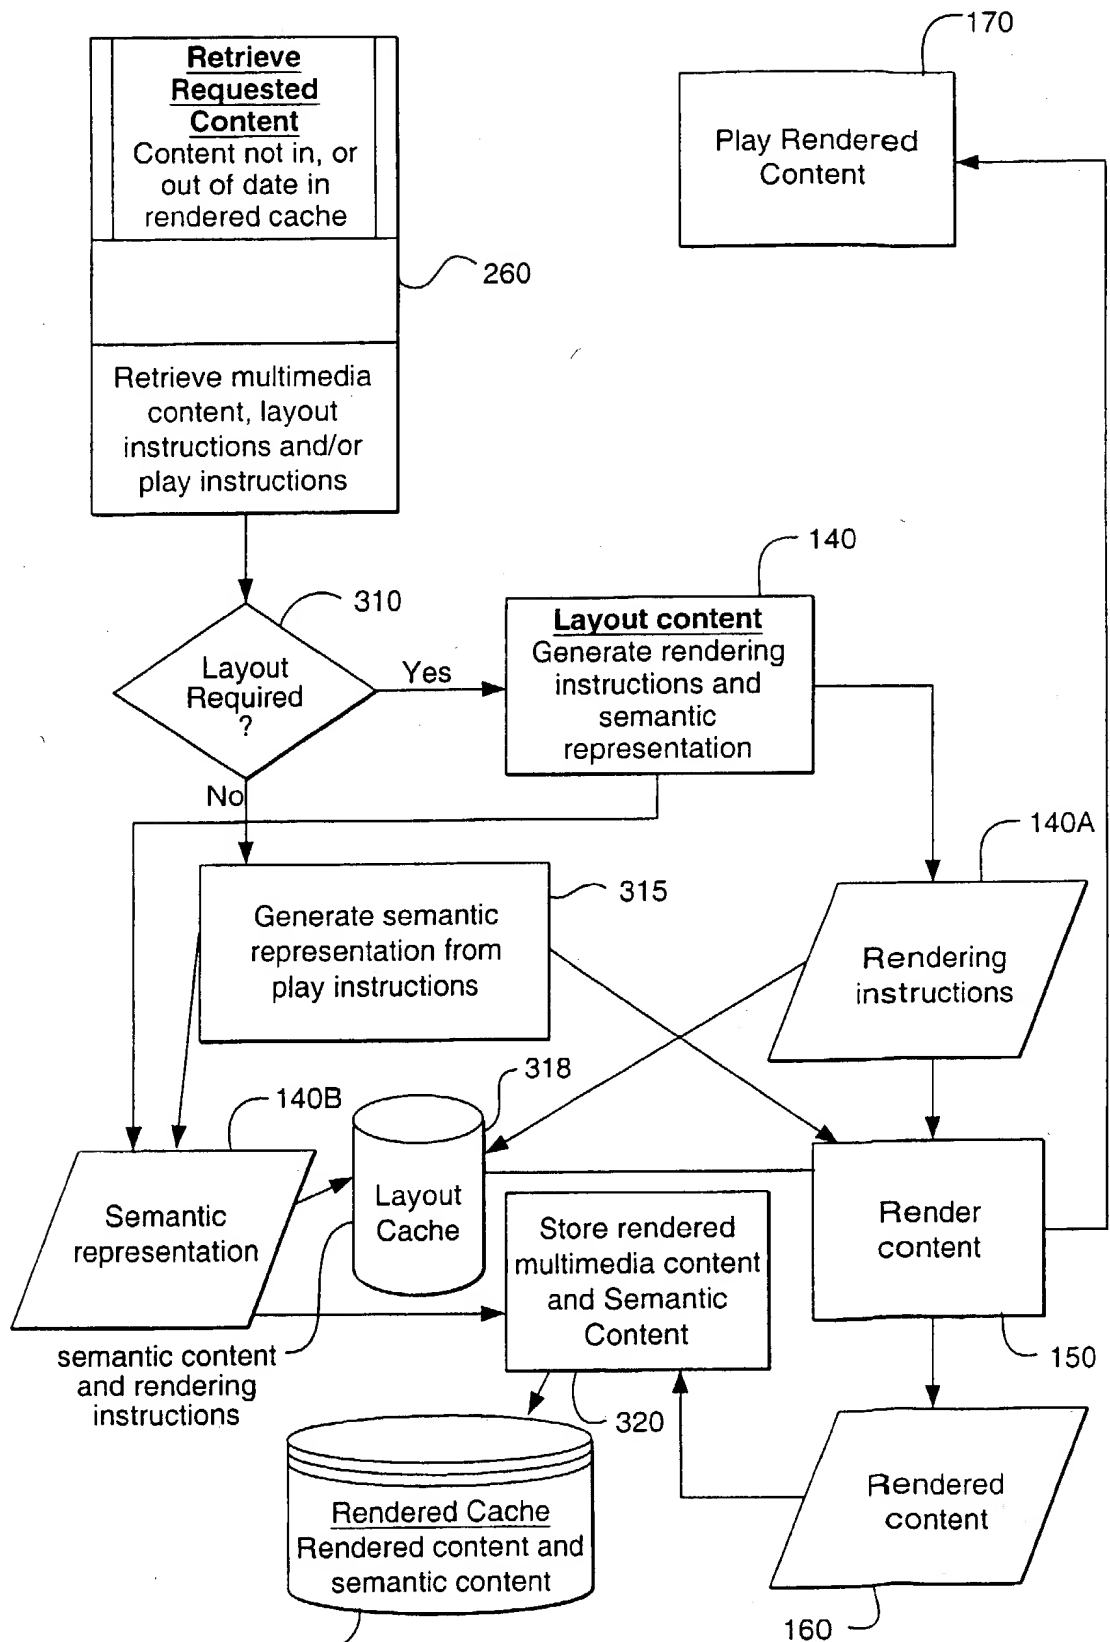 170
Retrieve
Requested
Content
Content not in, or
out of date in
rendered cache
Play Rendered
Content
260
Retrieve multimedia
content, layout
instructions and/or
play instructions
140
310
Layout content
Generate rendering
instructions and
semantic
representation
Layout
Required
?
Yes
No
140A
315
Generate semantic
representation from
play instructions
Rendering
instructions
318
140B
Layout
Cache
Semantic
representation
Store rendered
multimedia content
and Semantic
Content
Render
content
150
semantic content
and rendering
instructions
320
Rendered Cache
Rendered content and
semantic content
Rendered
content
160